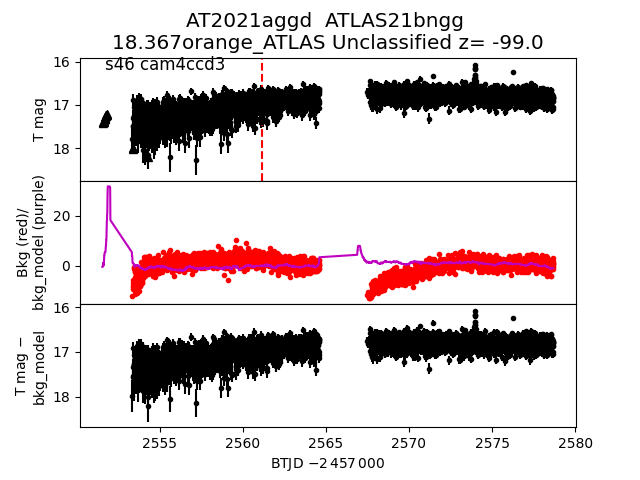 AT2021aggd  ATLAS21bngg
18.367orange_ATLAS Unclassified z= -99.0
s46 cam4ccd3
16
17
18
T mag
20
0
Bkg (red)/
bkg_model (purple)
16
17
18
T mag −
bkg_model
2555
2560
2565
2570
2575
2580
BTJD −2 457 000